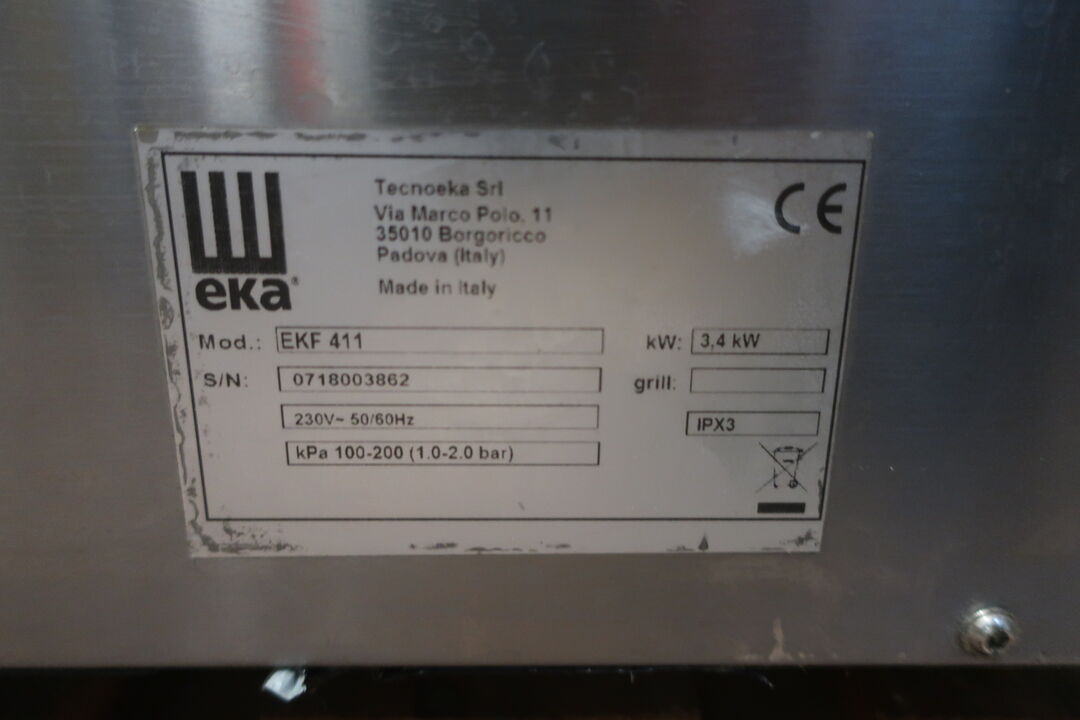 Tecnoeka Srl
Via Marco Polo. 11
35010 Borgoricco
Padova (Italy)
Made in Italy
CE
eка®
Mod.: EKF 411
kW: 3,4 kW
S/N: 0718003862
grill:
230V~ 50/60Hz
IPX3
kPa 100-200 (1.0-2.0 bar)